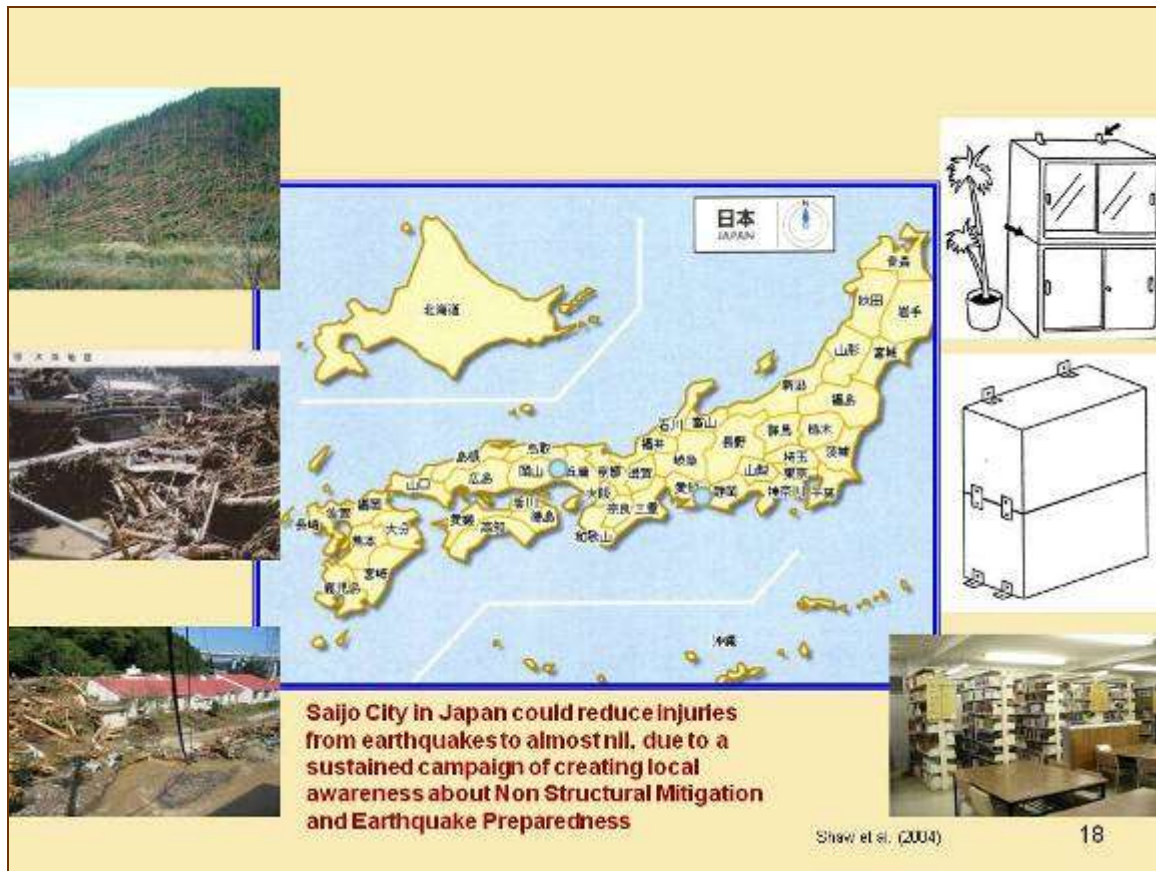 日本
JAPAN
N
青森
北海道
秋田
岩手
山形
宮城
新潟
福島
石川
富山
福井
長野
群馬
栃木
茨城
埼玉
東京
山梨
岐阜
愛知
静岡
神奈川
千葉
島根
鳥取
岡山
兵庫
京都
滋賀
山口
広島
大阪
奈良
三重
和歌山
香川
徳島
愛媛
高知
福岡
佐賀
長崎
大分
熊本
宮崎
鹿児島
沖縄
Saijo City in Japan could reduce injuries
from earthquakes to almost nil, due to a
sustained campaign of creating local
awareness about Non Structural Mitigation
and Earthquake Preparedness
Shaw et al. (2004)
18